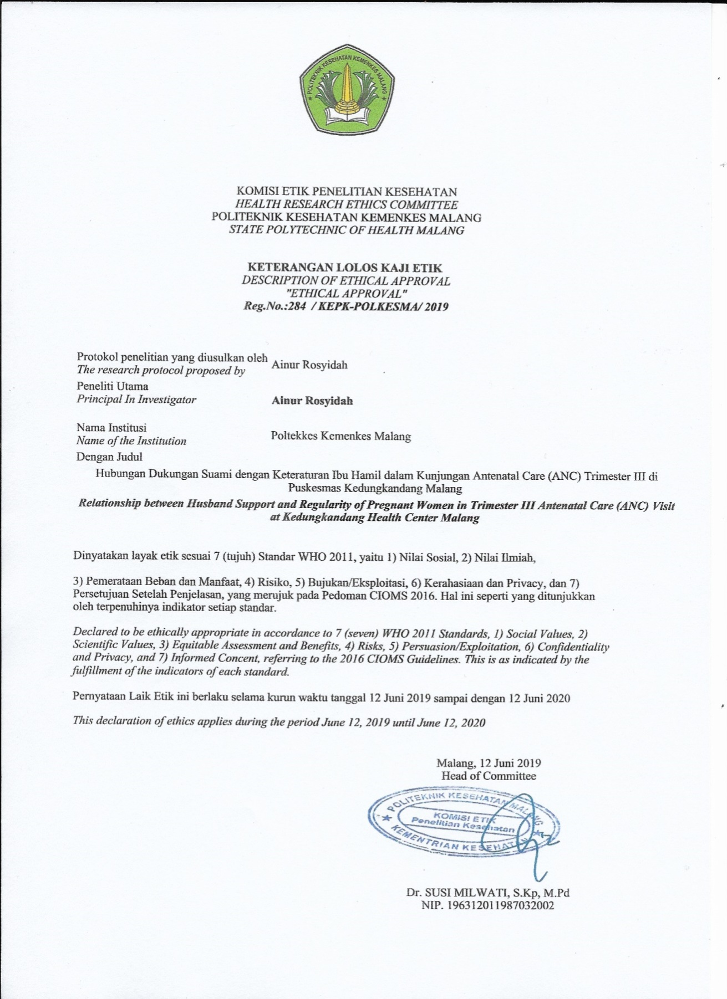 POLITEKNIK KESEHATAN KEMENKES MALANG
KOMISI ETIK PENELITIAN KESEHATAN
HEALTH RESEARCH ETHICS COMMITTEE
POLITEKNIK KESEHATAN KEMENKES MALANG
STATE POLYTECHNIC OF HEALTH MALANG
KETERANGAN LOLOS KAJI ETIK
DESCRIPTION OF ETHICAL APPROVAL
"ETHICAL APPROVAL"
Reg.No.:284 / KEPK-POLKESMA/ 2019
Protokol penelitian yang diusulkan oleh
The research protocol proposed by
Ainur Rosyidah
Peneliti Utama
Principal In Investigator
Ainur Rosyidah
Nama Institusi
Name of the Institution
Poltekkes Kemenkes Malang
Dengan Judul
Hubungan Dukungan Suami dengan Keteraturan Ibu Hamil dalam Kunjungan Antenatal Care (ANC) Trimester III di
Puskesmas Kedungkandang Malang
Relationship between Husband Support and Regularity of Pregnant Women in Trimester III Antenatal Care (ANC) Visit
at Kedungkandang Health Center Malang
Dinyatakan layak etik sesuai 7 (tujuh) Standar WHO 2011, yaitu 1) Nilai Sosial, 2) Nilai Ilmiah,
3) Pemerataan Beban dan Manfaat, 4) Risiko, 5) Bujukan/Eksploitasi, 6) Kerahasiaan dan Privacy, dan 7)
Persetujuan Setelah Penjelasan, yang merujuk pada Pedoman CIOMS 2016. Hal ini seperti yang ditunjukkan
oleh terpenuhinya indikator setiap standar.
Declared to be ethically appropriate in accordance to 7 (seven) WHO 2011 Standards, 1) Social Values, 2)
Scientific Values, 3) Equitable Assessment and Benefits, 4) Risks, 5) Persuasion/Exploitation, 6) Confidentiality
and Privacy, and 7) Informed Concent, referring to the 2016 CIOMS Guidelines. This is as indicated by the
fulfillment of the indicators of each standard.
Pernyataan Laik Etik ini berlaku selama kurun waktu tanggal 12 Juni 2019 sampai dengan 12 Juni 2020
This declaration of ethics applies during the period June 12, 2019 until June 12, 2020
Malang, 12 Juni 2019
Head of Committee
POLITEKNIK KESEHATAN MALANG
KOMISI ETIK
Penelitian Kesehatan
KEMENTRIAN KESEHATAN
Dr. SUSI MILWATI, S.Kp, M.Pd
NIP. 196312011987032002